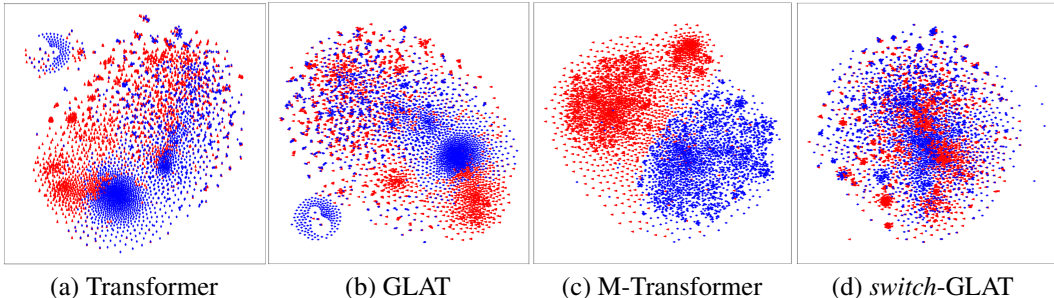 (a) Transformer
(b) GLAT
(c) M-Transformer
(d) switch-GLAT